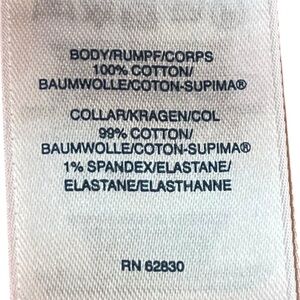 BODY/RUMPF/CORPS
100% COTTON/
BAUMWOLLE/COTON-SUPIMA®
COLLAR/KRAGEN/COL
99% COTTON/
BAUMWOLLE/COTON-SUPIMA®
1% SPANDEX/ELASTANE/
ELASTANE/ELASTHANNE
RN 62830